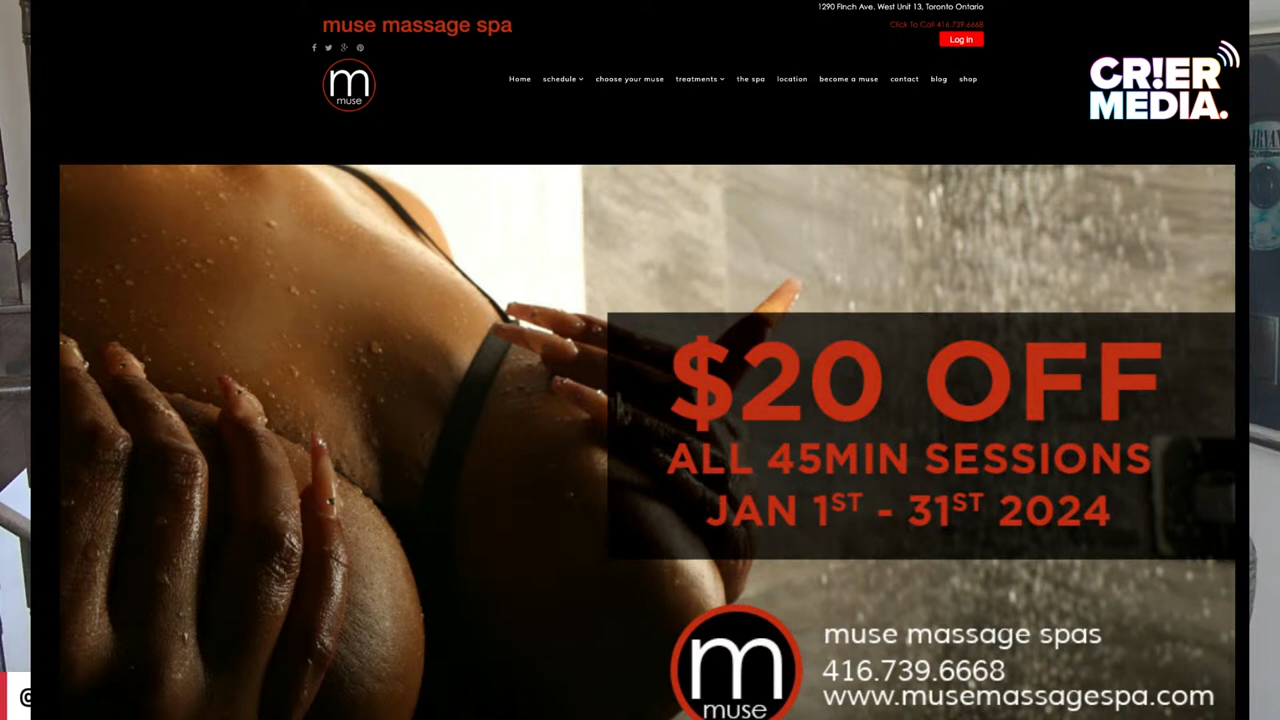 1290 Finch Ave. West Unit 13, Toronto Ontario
muse massage spa
Click To Call 416.739.6668
Log In
m
muse
Home schedule choose your muse treatments the spa location become a muse contact blog shop
CR!ER
MEDIA.
$20 OFF
ALL 45MIN SESSIONS
JAN 1ST - 31ST 2024
m
muse
muse massage spas
416.739.6668
www.musemassagespa.com
@